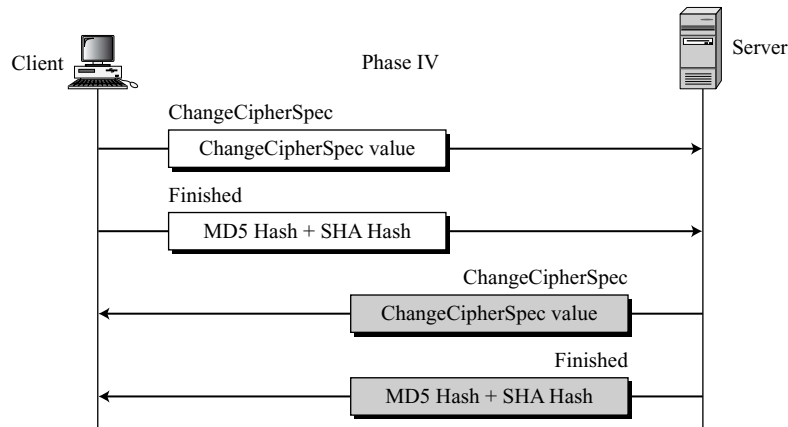 Client
Phase IV
Server
ChangeCipherSpec
ChangeCipherSpec value
Finished
MD5 Hash + SHA Hash
ChangeCipherSpec
ChangeCipherSpec value
Finished
MD5 Hash + SHA Hash